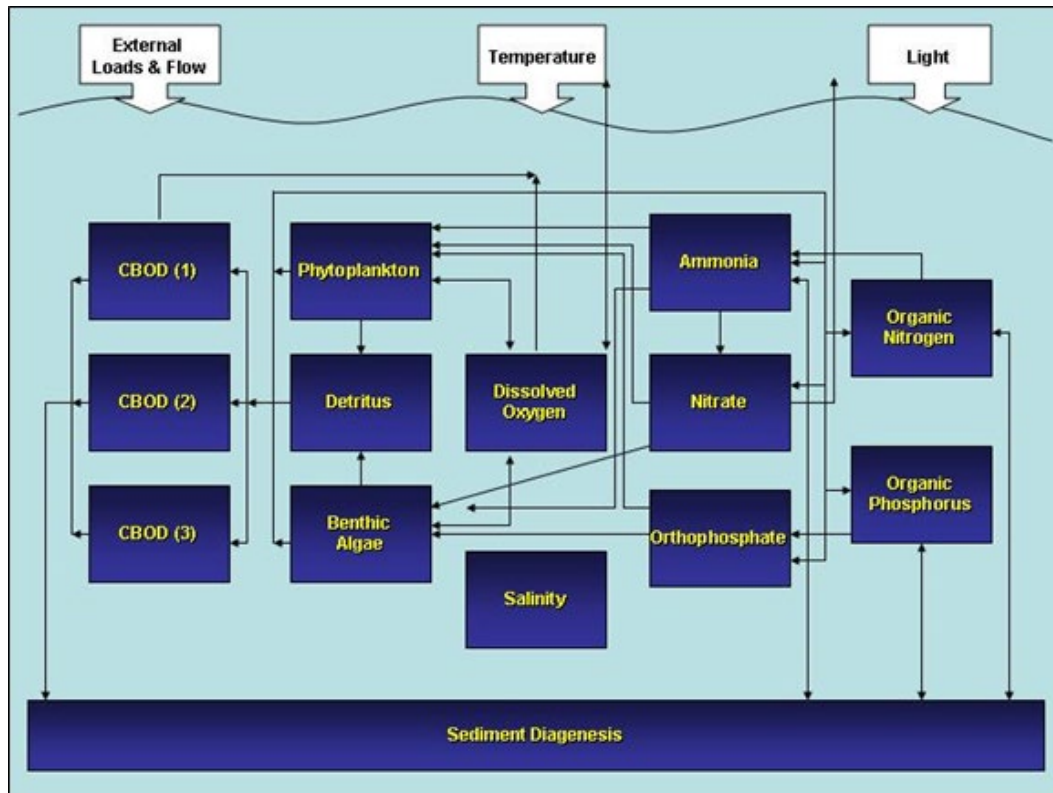 External
Loads & Flow
Temperature
Light
CBOD (1)
Phytoplankton
Ammonia
Organic
Nitrogen
CBOD (2)
Detritus
Dissolved
Oxygen
Nitrate
Organic
Phosphorus
CBOD (3)
Benthic
Algae
Orthophosphate
Salinity
Sediment Diagenesis